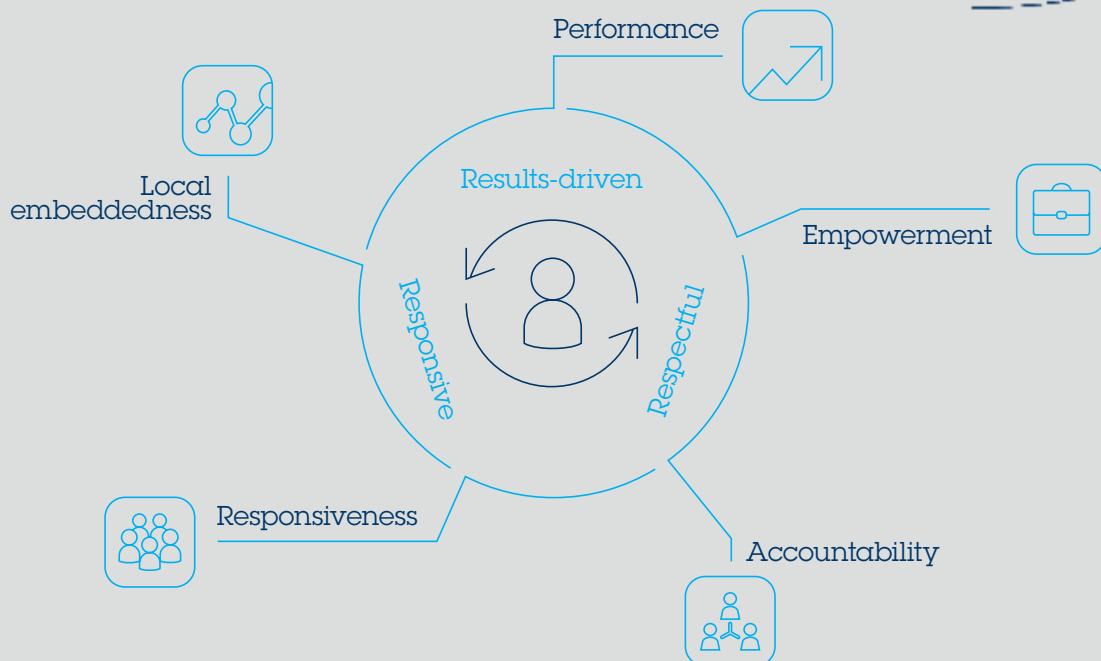 Performance
Local
embeddedness
Results-driven
Empowerment
Responsive
Respectful
Responsiveness
Accountability